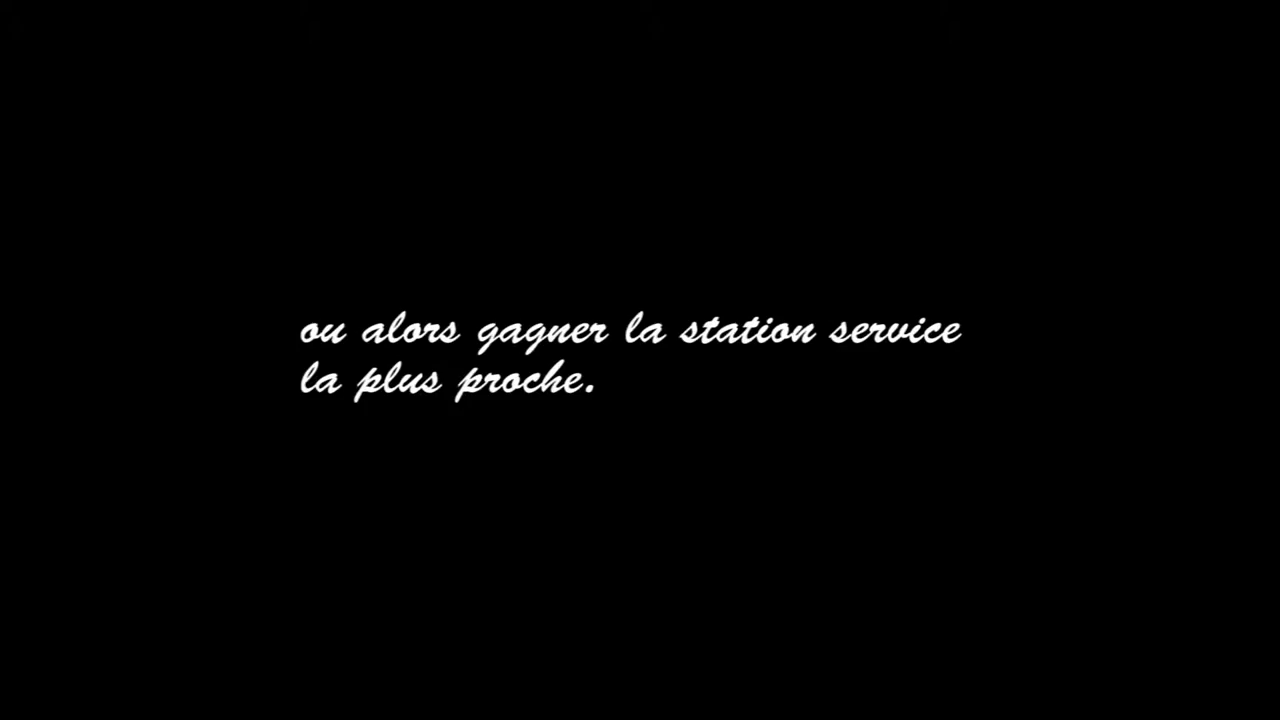 ou alors gagner la station service
la plus proche.